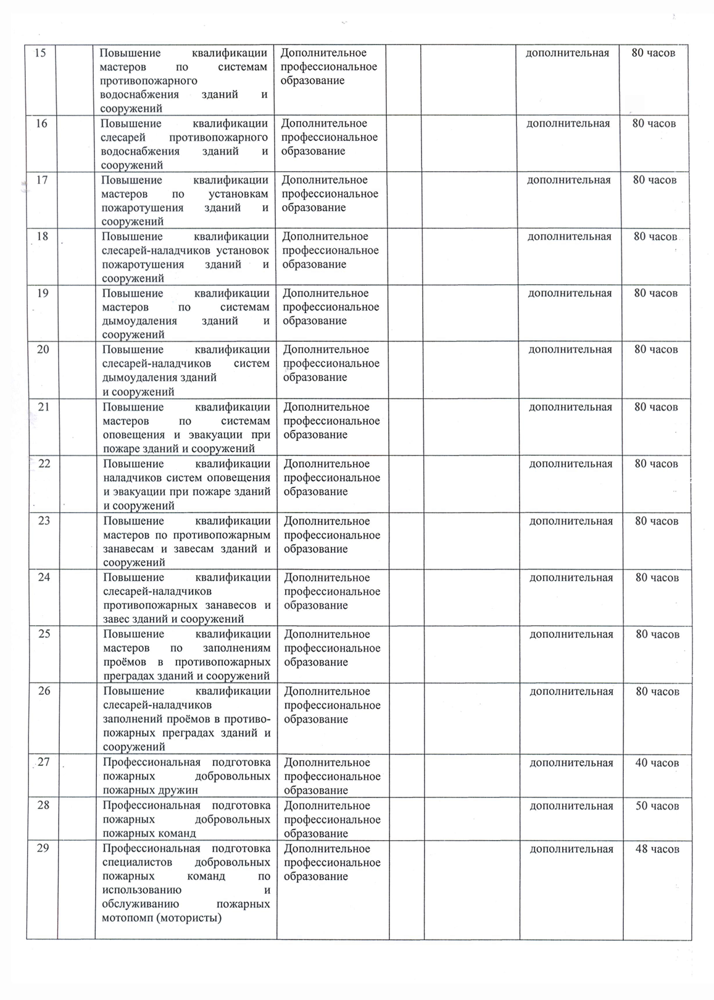 15 Повышение квалификации Дополнительное дополнительная 80 часов
мастеров по системам профессиональное
противопожарного образование
водоснабжения зданий и
сооружений
16 Повышение квалификации Дополнительное дополнительная 80 часов
слесарей противопожарного профессиональное
водоснабжения зданий и образование
сооружений
17 Повышение квалификации Дополнительное дополнительная 80 часов
мастеров по установкам профессиональное
пожаротушения зданий и образование
сооружений
18 Повышение квалификации Дополнительное дополнительная 80 часов
слесарей-наладчиков установок профессиональное
пожаротушения зданий и образование
сооружений
19 Повышение квалификации Дополнительное дополнительная 80 часов
мастеров по системам профессиональное
дымоудаления зданий и образование
сооружений
20 Повышение квалификации Дополнительное дополнительная 80 часов
слесарей-наладчиков систем профессиональное
дымоудаления зданий образование
и сооружений
21 Повышение квалификации Дополнительное дополнительная 80 часов
мастеров по системам профессиональное
оповещения и эвакуации при образование
пожаре зданий и сооружений
22 Повышение квалификации Дополнительное дополнительная 80 часов
наладчиков систем оповещения профессиональное
и эвакуации при пожаре зданий образование
и сооружений
23 Повышение квалификации Дополнительное дополнительная 80 часов
мастеров по противопожарным профессиональное
занавесам и завесам зданий и образование
сооружений
24 Повышение квалификации Дополнительное дополнительная 80 часов
слесарей-наладчиков профессиональное
противопожарных занавесов и образование
завес зданий и сооружений
25 Повышение квалификации Дополнительное дополнительная 80 часов
мастеров по заполнениям профессиональное
проёмов в противопожарных образование
преградах зданий и сооружений
26 Повышение квалификации Дополнительное дополнительная 80 часов
слесарей-наладчиков профессиональное
заполнений проёмов в противо- образование
пожарных преградах зданий и
сооружений
27 Профессиональная подготовка Дополнительное дополнительная 40 часов
пожарных добровольных профессиональное
пожарных дружин образование
28 Профессиональная подготовка Дополнительное дополнительная 50 часов
пожарных добровольных профессиональное
пожарных команд образование
29 Профессиональная подготовка Дополнительное дополнительная 48 часов
специалистов добровольных профессиональное
пожарных команд по образование
использованию и
обслуживанию пожарных
мотопомп (мотористы)